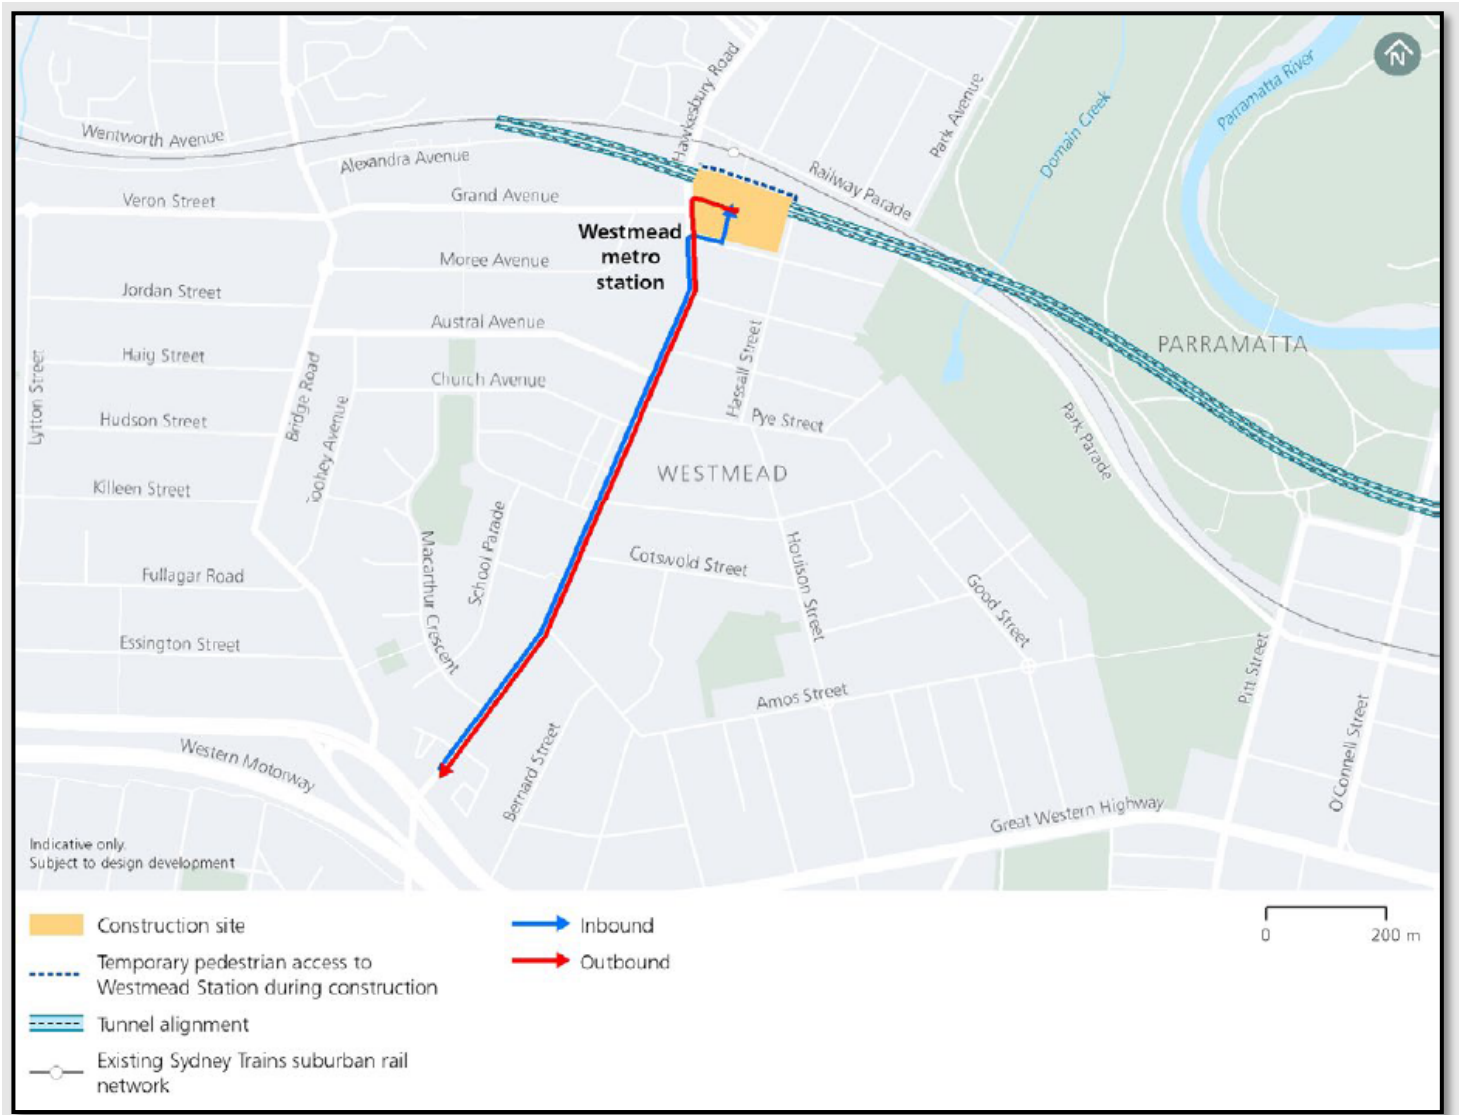 N
Hawkesbury Road
Park Avenue
Domain Creek
Parramatta River
Wentworth Avenue
Alexandra Avenue
Railway Parade
Veron Street
Grand Avenue
Westmead
metro
station
Moree Avenue
Jordan Street
Austral Avenue
Haig Street
Lytton Street
Bridge Road
Church Avenue
Hassall Street
PARRAMATTA
Hudson Street
Toohey Avenue
Pye Street
Park Parade
WESTMEAD
Killeen Street
School Parade
Macarthur Crescent
Cotswold Street
Houison Street
Good Street
Fullagar Road
Essington Street
Pitt Street
Amos Street
O'Connell Street
Western Motorway
Bernard Street
Great Western Highway
Indicative only.
Subject to design development
Construction site
Temporary pedestrian access to
Westmead Station during construction
Tunnel alignment
Existing Sydney Trains suburban rail
network
Inbound
Outbound
0 200 m